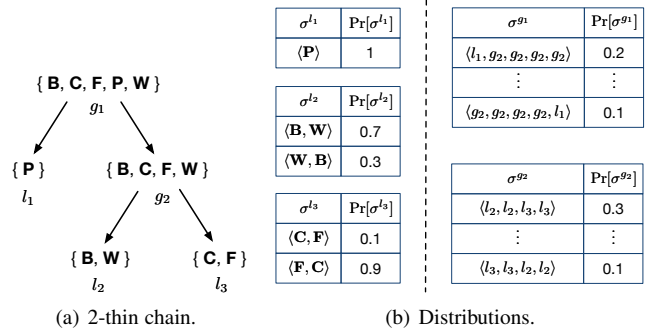 { B, C, F, P, W }
g₁
{ P }
l₁
{ B, C, F, W }
g₂
{ B, W }
l₂
{ C, F }
l₃
(a) 2-thin chain.
σ^{l₁} Pr[σ^{l₁}]
⟨P⟩ 1
σ^{l₂} Pr[σ^{l₂}]
⟨B, W⟩ 0.7
⟨W, B⟩ 0.3
σ^{l₃} Pr[σ^{l₃}]
⟨C, F⟩ 0.1
⟨F, C⟩ 0.9
σ^{g₁} Pr[σ^{g₁}]
⟨l₁, g₂, g₂, g₂, g₂⟩ 0.2
⋮ ⋮
⟨g₂, g₂, g₂, g₂, l₁⟩ 0.1
σ^{g₂} Pr[σ^{g₂}]
⟨l₂, l₂, l₃, l₃⟩ 0.3
⋮ ⋮
⟨l₃, l₃, l₂, l₂⟩ 0.1
(b) Distributions.